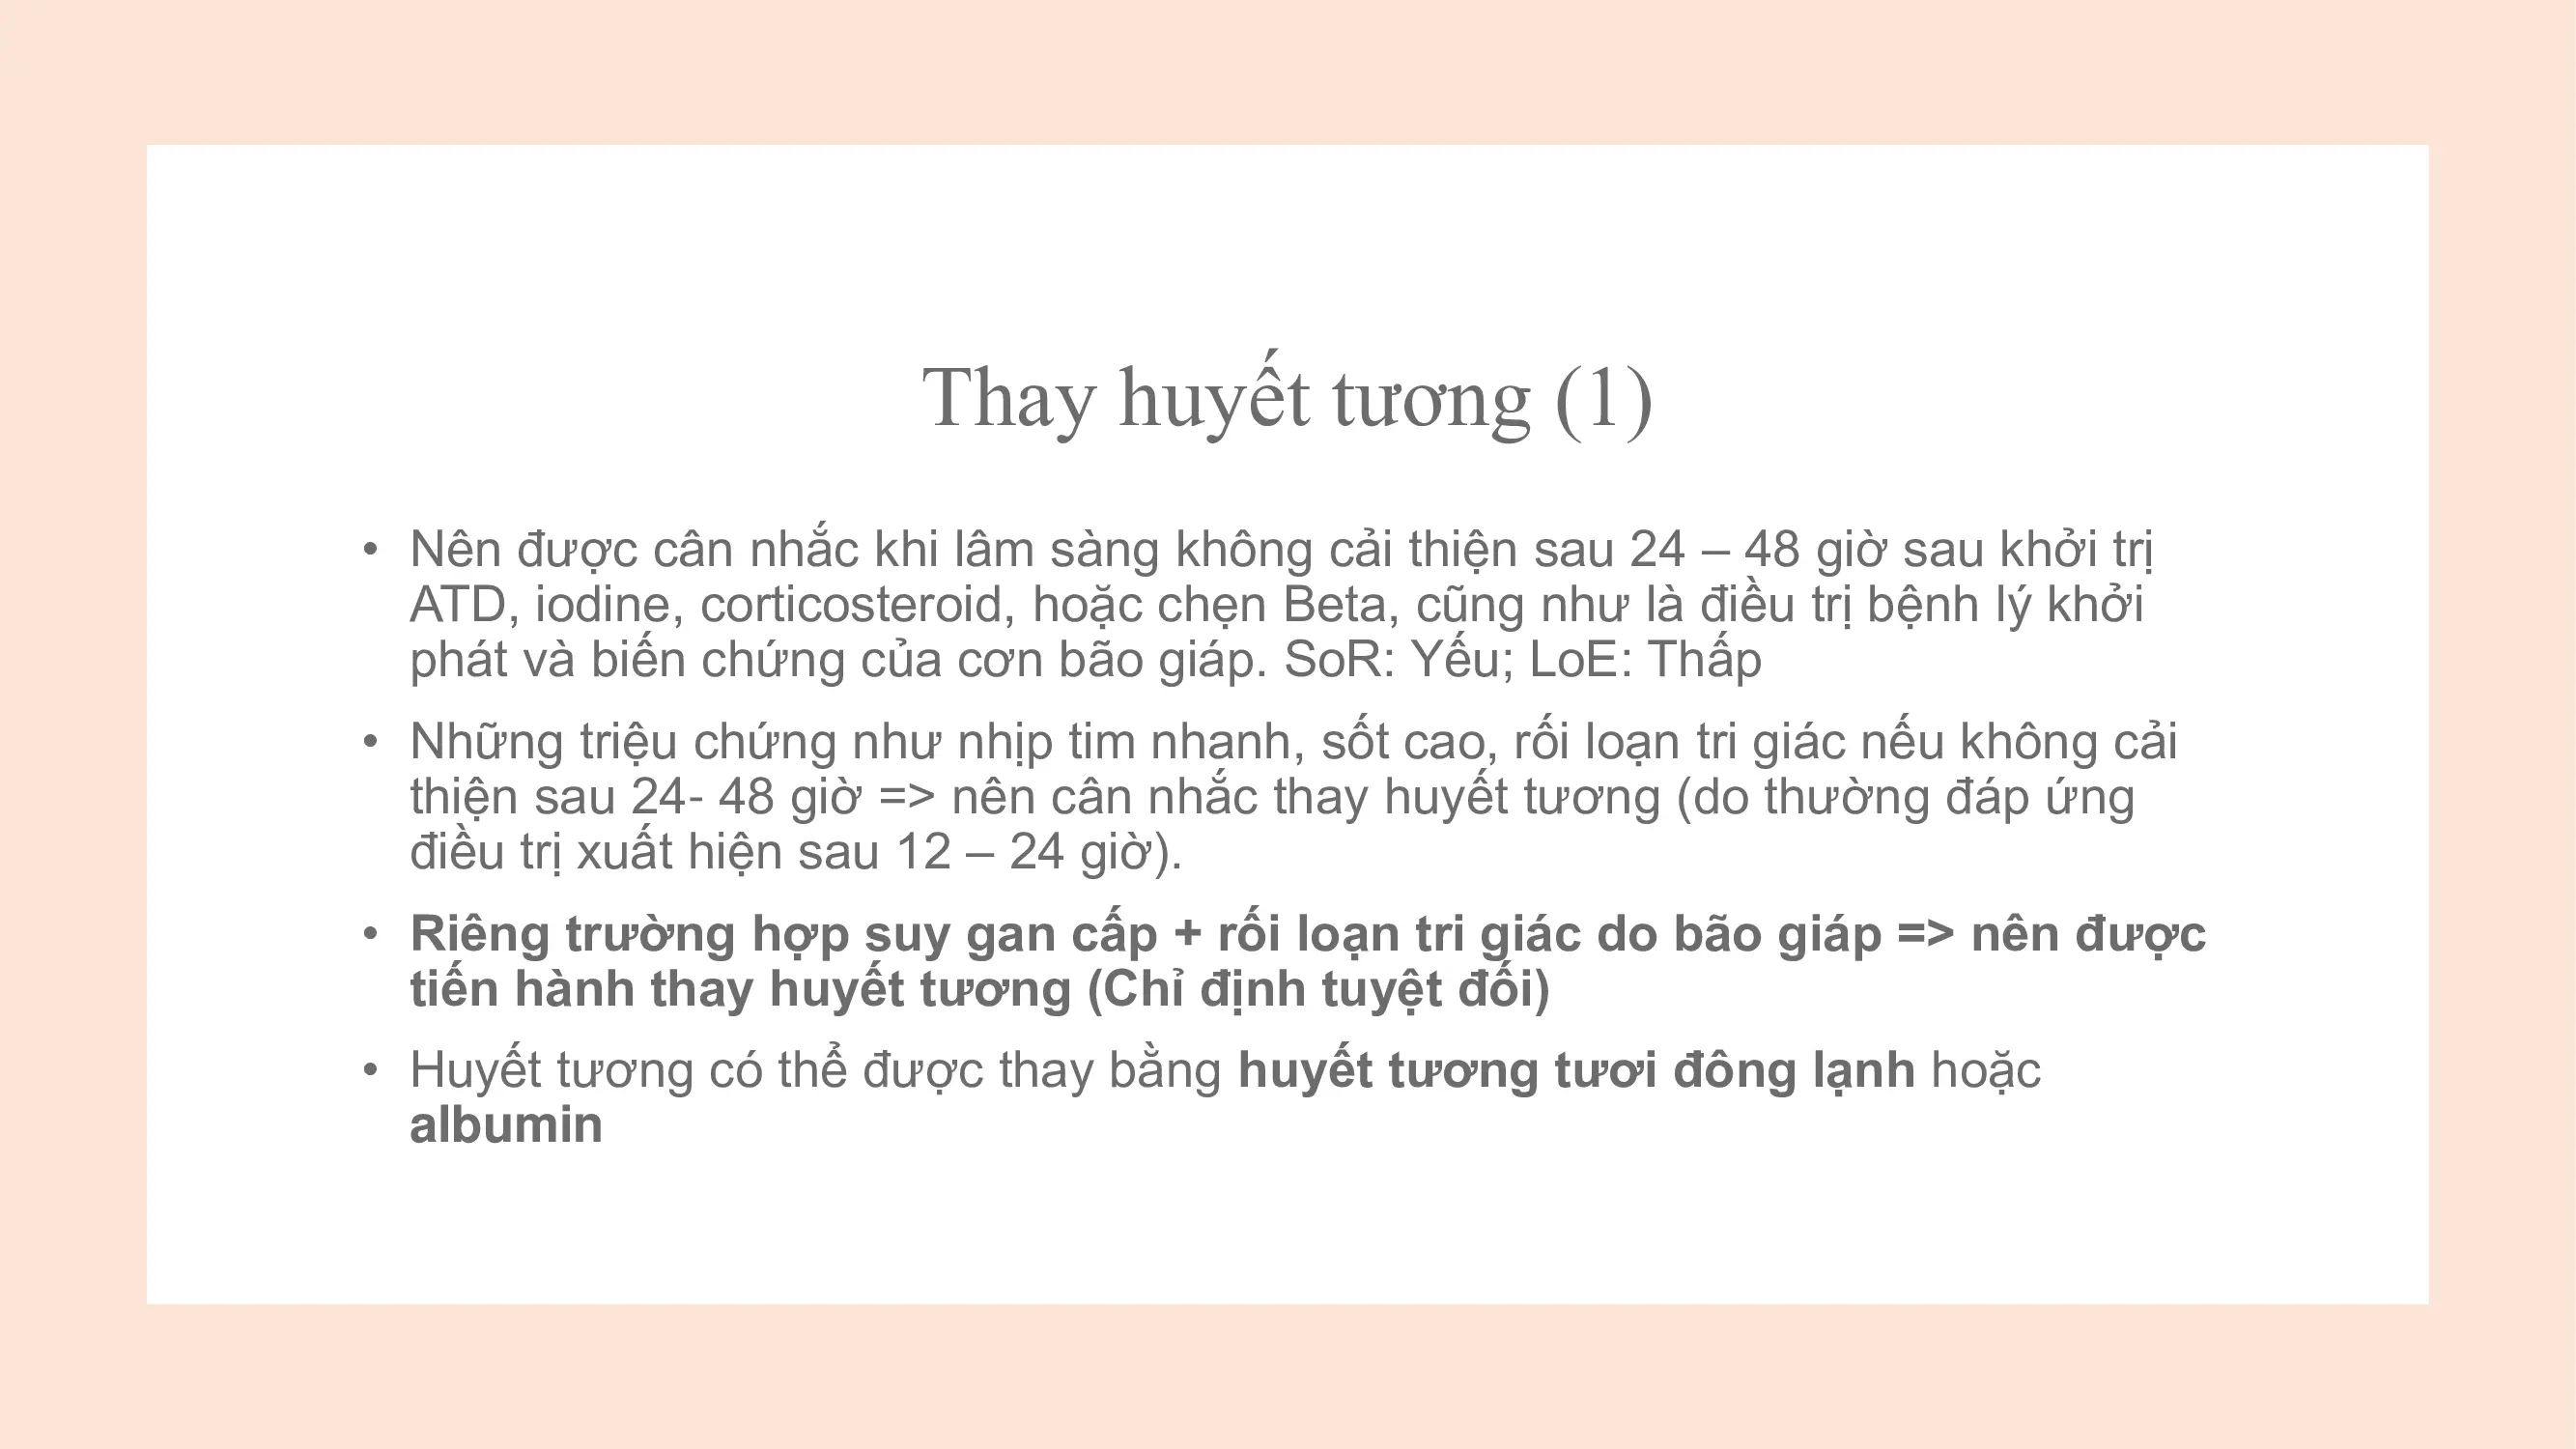 Thay huyết tương (1)
• Nên được cân nhắc khi lâm sàng không cải thiện sau 24 – 48 giờ sau khởi trị
ATD, iodine, corticosteroid, hoặc chẹn Beta, cũng như là điều trị bệnh lý khởi
phát và biến chứng của cơn bão giáp. SoR: Yếu; LoE: Thấp
• Những triệu chứng như nhịp tim nhanh, sốt cao, rối loạn tri giác nếu không cải
thiện sau 24- 48 giờ => nên cân nhắc thay huyết tương (do thường đáp ứng
điều trị xuất hiện sau 12 – 24 giờ).
• Riêng trường hợp suy gan cấp + rối loạn tri giác do bão giáp => nên được
tiến hành thay huyết tương (Chỉ định tuyệt đối)
• Huyết tương có thể được thay bằng huyết tương tươi đông lạnh hoặc
albumin